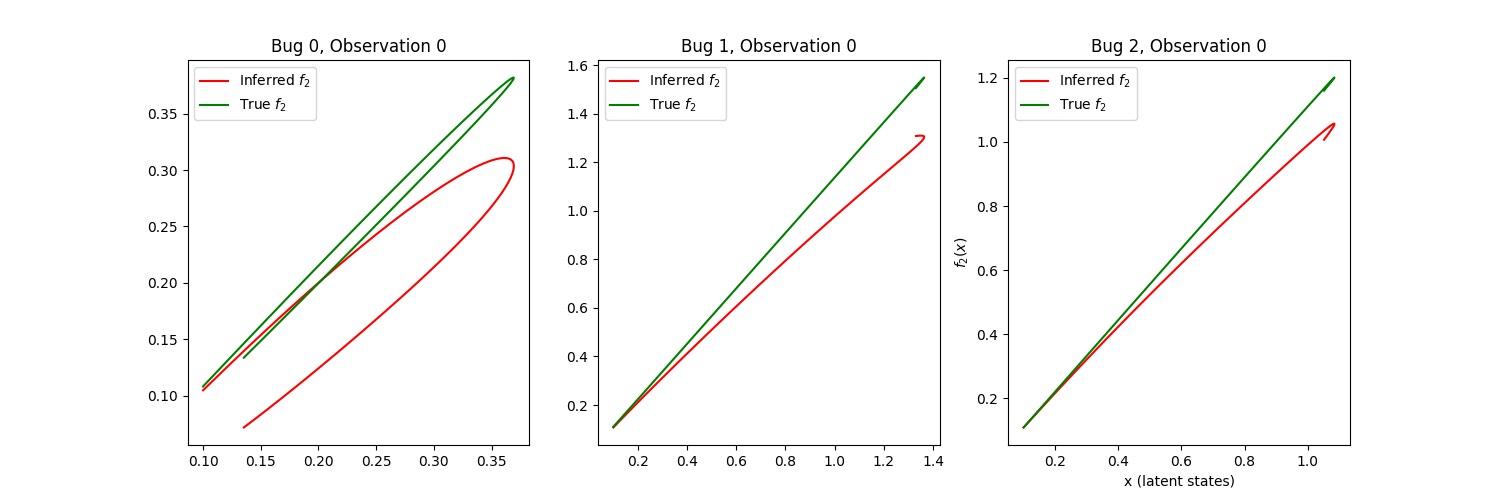 Bug 0, Observation 0
Inferred f₂
True f₂
0.35
0.30
0.25
0.20
0.15
0.10
0.10 0.15 0.20 0.25 0.30 0.35
Bug 1, Observation 0
Inferred f₂
True f₂
1.6
1.4
1.2
1.0
0.8
0.6
0.4
0.2
0.2 0.4 0.6 0.8 1.0 1.2 1.4
Bug 2, Observation 0
Inferred f₂
True f₂
1.2
1.0
0.8
0.6
0.4
0.2
f₂(x)
0.2 0.4 0.6 0.8 1.0
x (latent states)